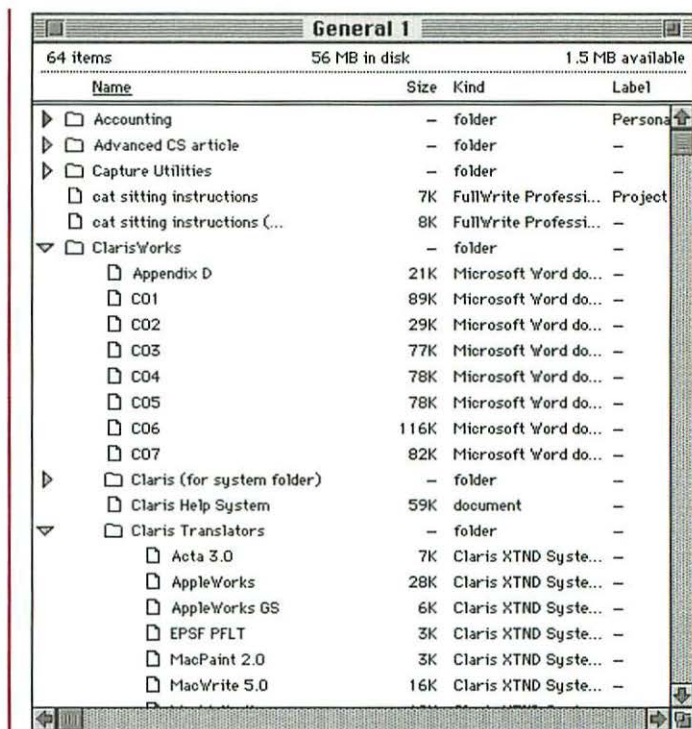 General 1
64 items 56 MB in disk 1.5 MB available
Name Size Kind Label
Accounting – folder Persona
Advanced CS article – folder –
Capture Utilities – folder –
cat sitting instructions 7K FullWrite Professi... Project
cat sitting instructions (... 8K FullWrite Professi... –
ClarisWorks – folder –
Appendix D 21K Microsoft Word do... –
C01 89K Microsoft Word do... –
C02 29K Microsoft Word do... –
C03 77K Microsoft Word do... –
C04 78K Microsoft Word do... –
C05 78K Microsoft Word do... –
C06 116K Microsoft Word do... –
C07 82K Microsoft Word do... –
Claris (for system folder) – folder –
Claris Help System 59K document –
Claris Translators – folder –
Acta 3.0 7K Claris XTND Syste... –
AppleWorks 28K Claris XTND Syste... –
AppleWorks GS 6K Claris XTND Syste... –
EPSF PFLT 3K Claris XTND Syste... –
MacPaint 2.0 3K Claris XTND Syste... –
MacWrite 5.0 16K Claris XTND Syste... –